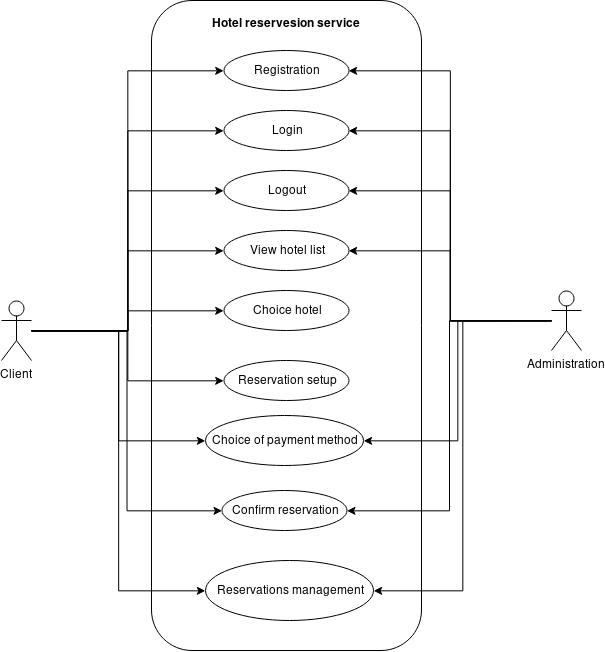 Hotel reservesion service
Registration
Login
Logout
View hotel list
Choice hotel
Client
Administration
Reservation setup
Choice of payment method
Confirm reservation
Reservations management